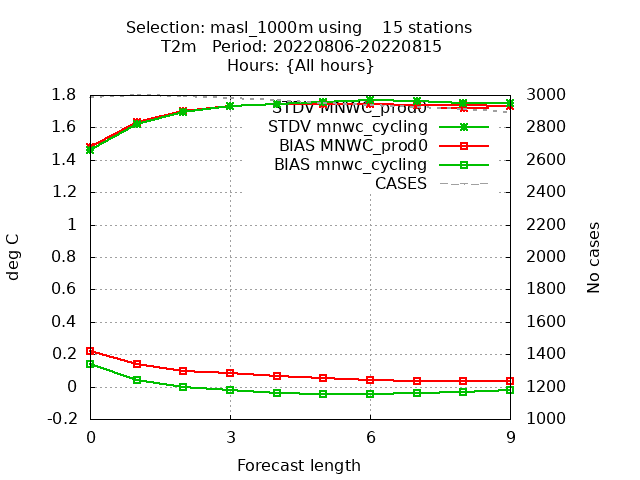 Selection: masl_1000m using    15 stations
T2m   Period: 20220806-20220815
Hours: {All hours}
STDV MNWC_prod0
STDV mnwc_cycling
BIAS MNWC_prod0
BIAS mnwc_cycling
CASES
1.8
1.6
1.4
1.2
1
0.8
0.6
0.4
0.2
0
-0.2
3000
2800
2600
2400
2200
2000
1800
1600
1400
1200
1000
0
3
6
9
deg C
No cases
Forecast length